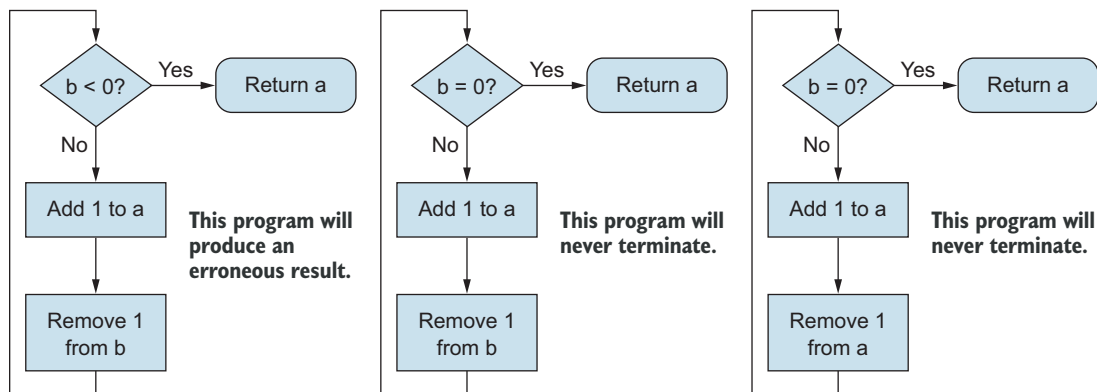 b < 0?
Yes
Return a
No
Add 1 to a
This program will
produce an
erroneous result.
Remove 1
from b
b = 0?
Yes
Return a
No
Add 1 to a
This program will
never terminate.
Remove 1
from b
b = 0?
Yes
Return a
No
Add 1 to a
This program will
never terminate.
Remove 1
from a